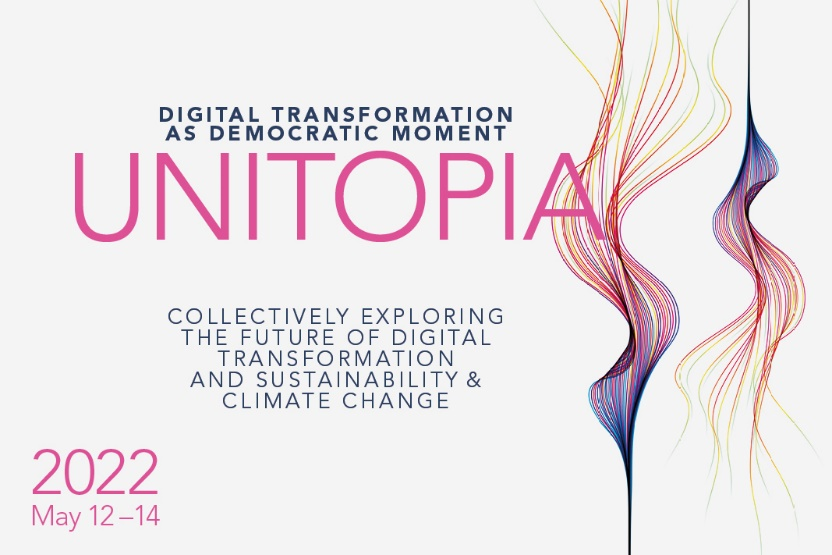 DIGITAL TRANSFORMATION
AS DEMOCRATIC MOMENT
UNITOPIA
COLLECTIVELY EXPLORING
THE FUTURE OF DIGITAL
TRANSFORMATION
AND SUSTAINABILITY &
CLIMATE CHANGE
2022
May 12–14